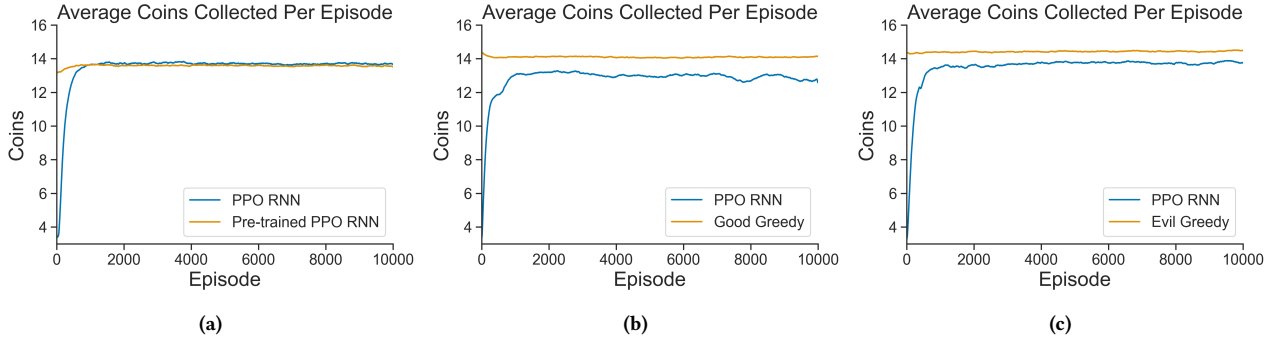 Average Coins Collected Per Episode
16
14
12
10
8
6
4
Coins
PPO RNN
Pre-trained PPO RNN
0 2000 4000 6000 8000 10000
Episode
(a)
Average Coins Collected Per Episode
16
14
12
10
8
6
4
Coins
PPO RNN
Good Greedy
0 2000 4000 6000 8000 10000
Episode
(b)
Average Coins Collected Per Episode
16
14
12
10
8
6
4
Coins
PPO RNN
Evil Greedy
0 2000 4000 6000 8000 10000
Episode
(c)